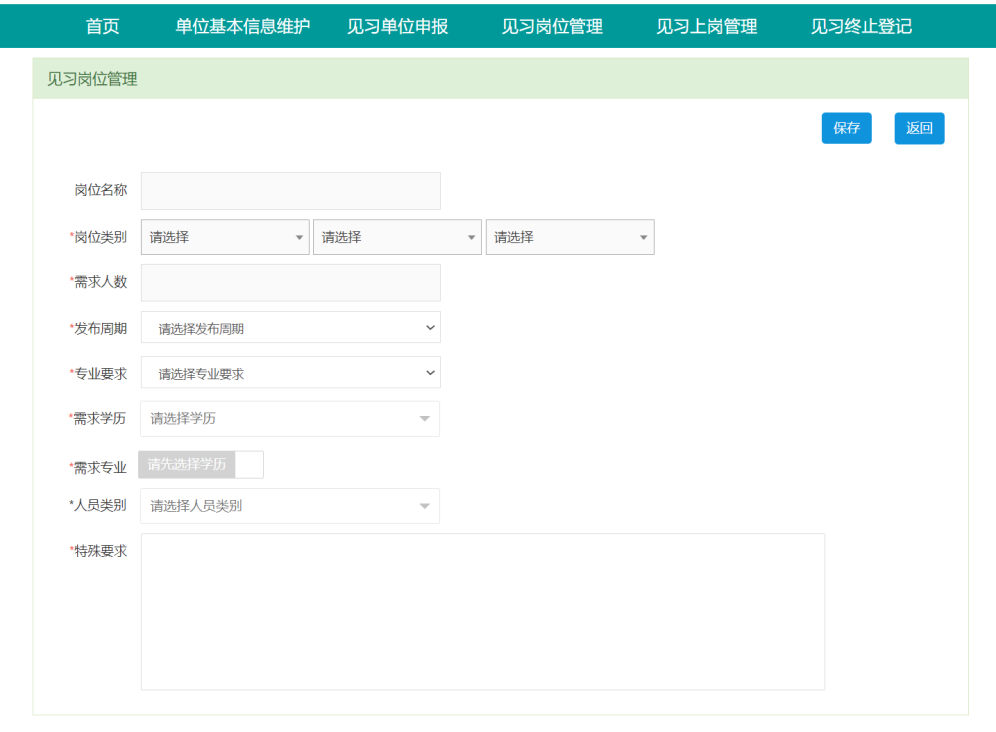 首页 单位基本信息维护 见习单位申报 见习岗位管理 见习上岗管理 见习终止登记
见习岗位管理
保存 返回
岗位名称
*岗位类别 请选择 请选择 请选择
*需求人数
*发布周期 请选择发布周期
*专业要求 请选择专业要求
*需求学历 请选择学历
*需求专业 请先选择学历
*人员类别 请选择人员类别
*特殊要求